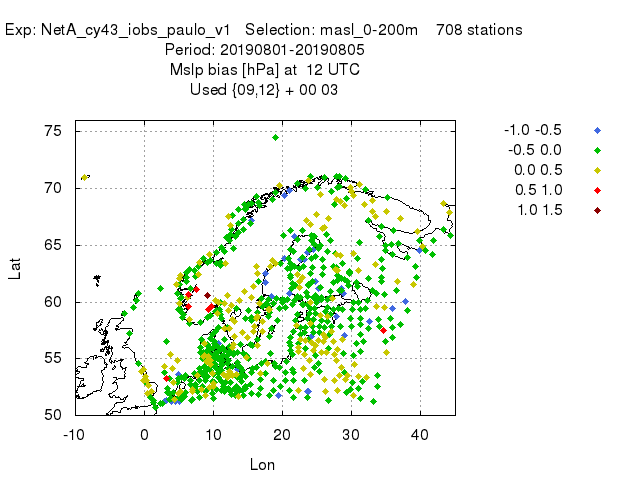 Exp: NetA_cy43_iobs_paulo_v1 Selection: masl_0-200m 708 stations
Period: 20190801-20190805
Mslp bias [hPa] at 12 UTC
Used {09,12} + 00 03
75
70
65
60
55
50
Lat
-10 0 10 20 30 40
Lon
-1.0 -0.5
-0.5 0.0
0.0 0.5
0.5 1.0
1.0 1.5